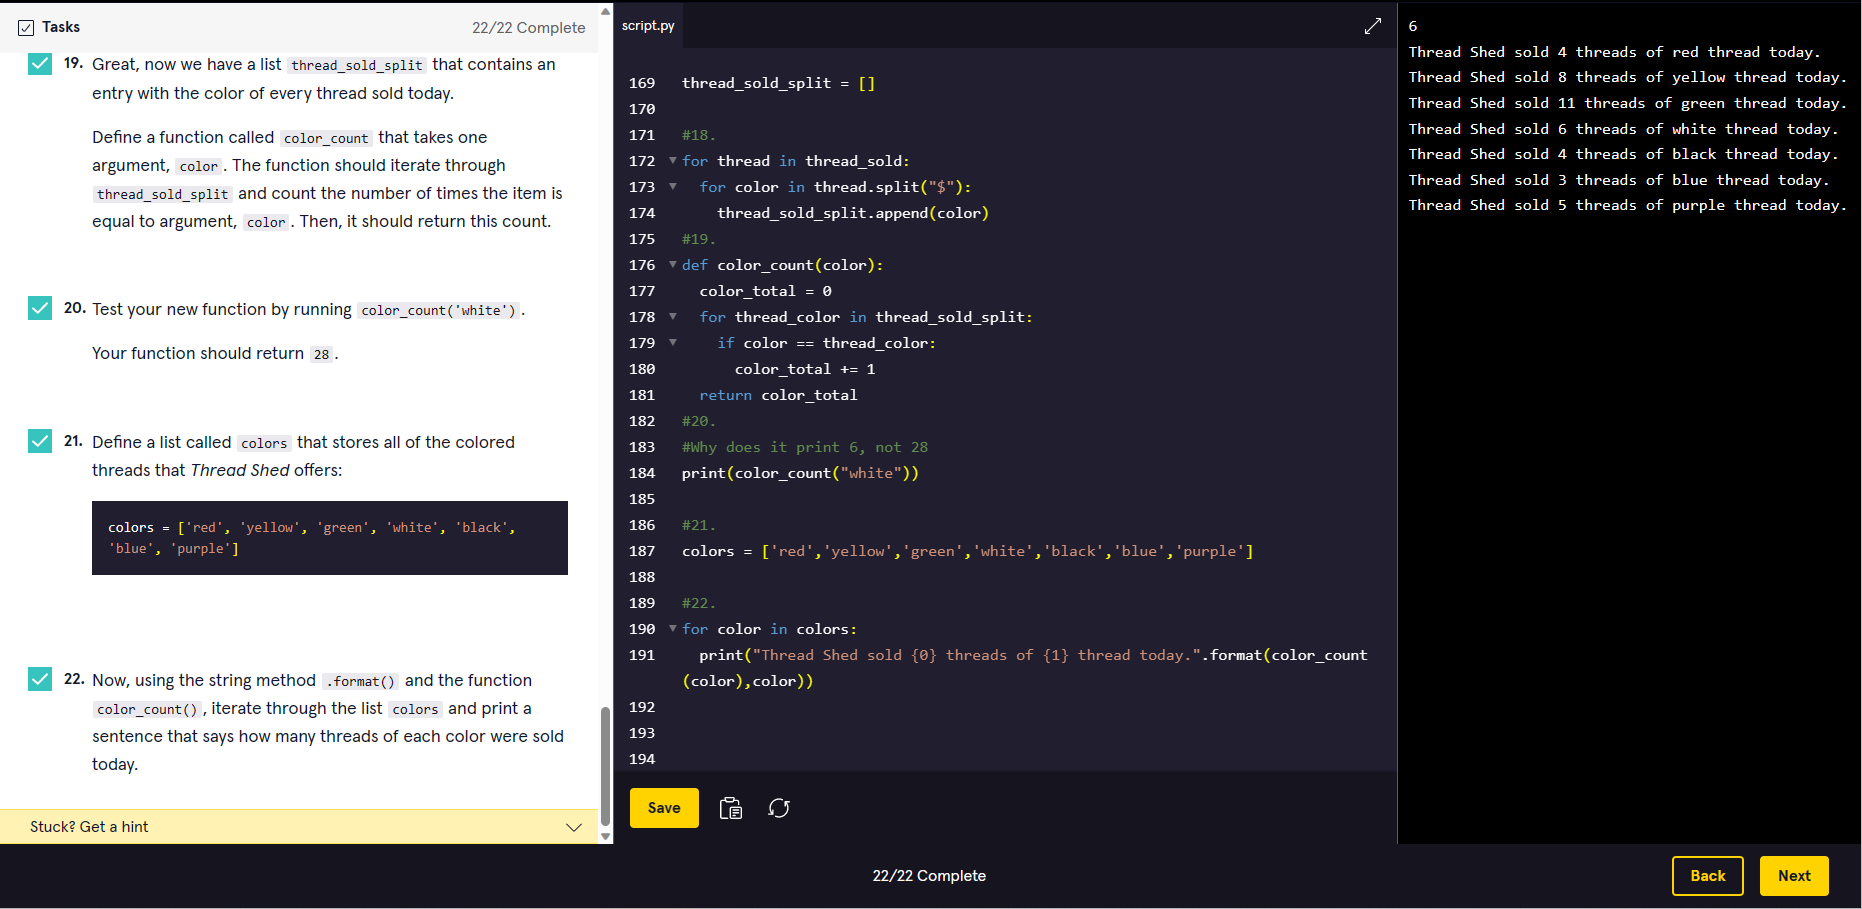 Tasks
22/22 Complete
19. Great, now we have a list thread_sold_split that contains an
entry with the color of every thread sold today.
Define a function called color_count that takes one
argument, color. The function should iterate through
thread_sold_split and count the number of times the item is
equal to argument, color. Then, it should return this count.
20. Test your new function by running color_count('white').
Your function should return 28.
21. Define a list called colors that stores all of the colored
threads that Thread Shed offers:
colors = ['red', 'yellow', 'green', 'white', 'black',
'blue', 'purple']
22. Now, using the string method .format() and the function
color_count(), iterate through the list colors and print a
sentence that says how many threads of each color were sold
today.
Stuck? Get a hint
script.py
169 thread_sold_split = []
170
171 #18.
172 for thread in thread_sold:
173   for color in thread.split("$"):
174     thread_sold_split.append(color)
175 #19.
176 def color_count(color):
177   color_total = 0
178   for thread_color in thread_sold_split:
179     if color == thread_color:
180       color_total += 1
181   return color_total
182 #20.
183 #Why does it print 6, not 28
184 print(color_count("white"))
185
186 #21.
187 colors = ['red','yellow','green','white','black','blue','purple']
188
189 #22.
190 for color in colors:
191   print("Thread Shed sold {0} threads of {1} thread today.".format(color_count
(color),color))
192
193
194
Save
6
Thread Shed sold 4 threads of red thread today.
Thread Shed sold 8 threads of yellow thread today.
Thread Shed sold 11 threads of green thread today.
Thread Shed sold 6 threads of white thread today.
Thread Shed sold 4 threads of black thread today.
Thread Shed sold 3 threads of blue thread today.
Thread Shed sold 5 threads of purple thread today.
22/22 Complete
Back
Next